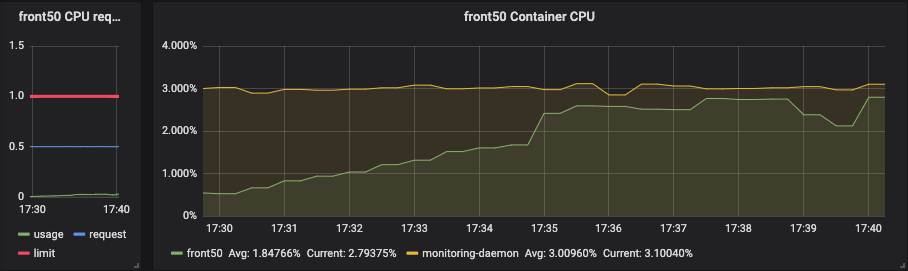 front50 CPU req...
1.5
1.0
0.5
0
17:30 17:40
usage request
limit
front50 Container CPU
4.000%
3.000%
2.000%
1.000%
0%
17:30 17:31 17:32 17:33 17:34 17:35 17:36 17:37 17:38 17:39 17:40
front50 Avg: 1.84766% Current: 2.79375% monitoring-daemon Avg: 3.00960% Current: 3.10040%